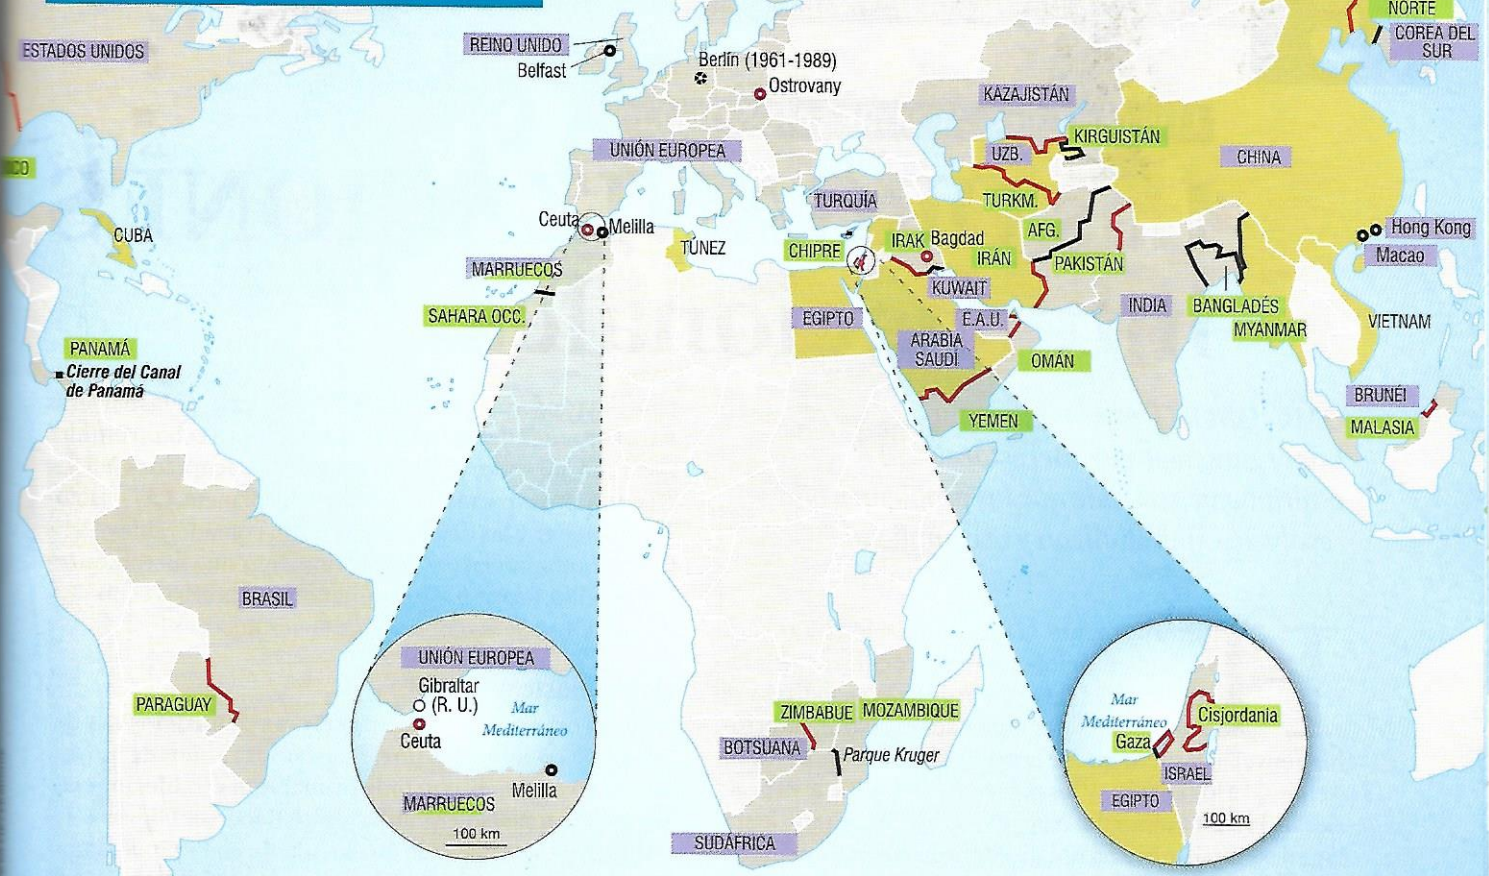 NORTE
COREA DEL
SUR
ESTADOS UNIDOS
REINO UNIDO
Belfast
Berlín (1961-1989)
Ostrovany
KAZAJISTÁN
KIRGUISTÁN
UZB.
UNIÓN EUROPEA
CHINA
TURKM.
TURQUÍA
Ceuta
Melilla
CUBA
TÚNEZ
CHIPRE
IRAK
Bagdad
AFG.
IRÁN
PAKISTÁN
Hong Kong
Macao
MARRUECOS
KUWAIT
SAHARA OCC.
EGIPTO
E.A.U.
INDIA
BANGLADÉS
MYANMAR
VIETNAM
PANAMÁ
Cierre del Canal
de Panamá
ARABIA
SAUDÍ
OMÁN
BRUNÉI
MALASIA
YEMEN
BRASIL
PARAGUAY
UNIÓN EUROPEA
Gibraltar
(R. U.)
Mar
Mediterráneo
Ceuta
Melilla
MARRUECOS
100 km
ZIMBABUE
MOZAMBIQUE
BOTSUANA
Parque Kruger
SUDÁFRICA
Mar
Mediterráneo
Cisjordania
Gaza
ISRAEL
EGIPTO
100 km